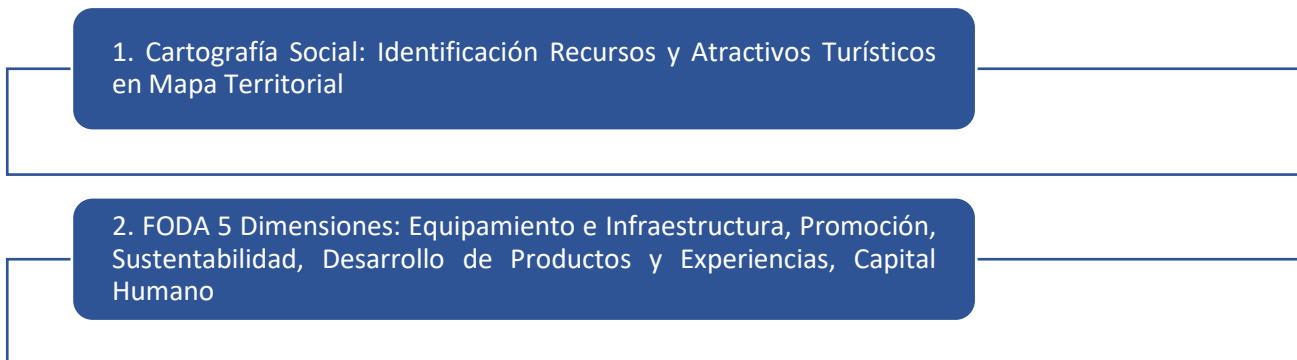 1. Cartografía Social: Identificación Recursos y Atractivos Turísticos
en Mapa Territorial
2. FODA 5 Dimensiones: Equipamiento e Infraestructura, Promoción,
Sustentabilidad, Desarrollo de Productos y Experiencias, Capital
Humano